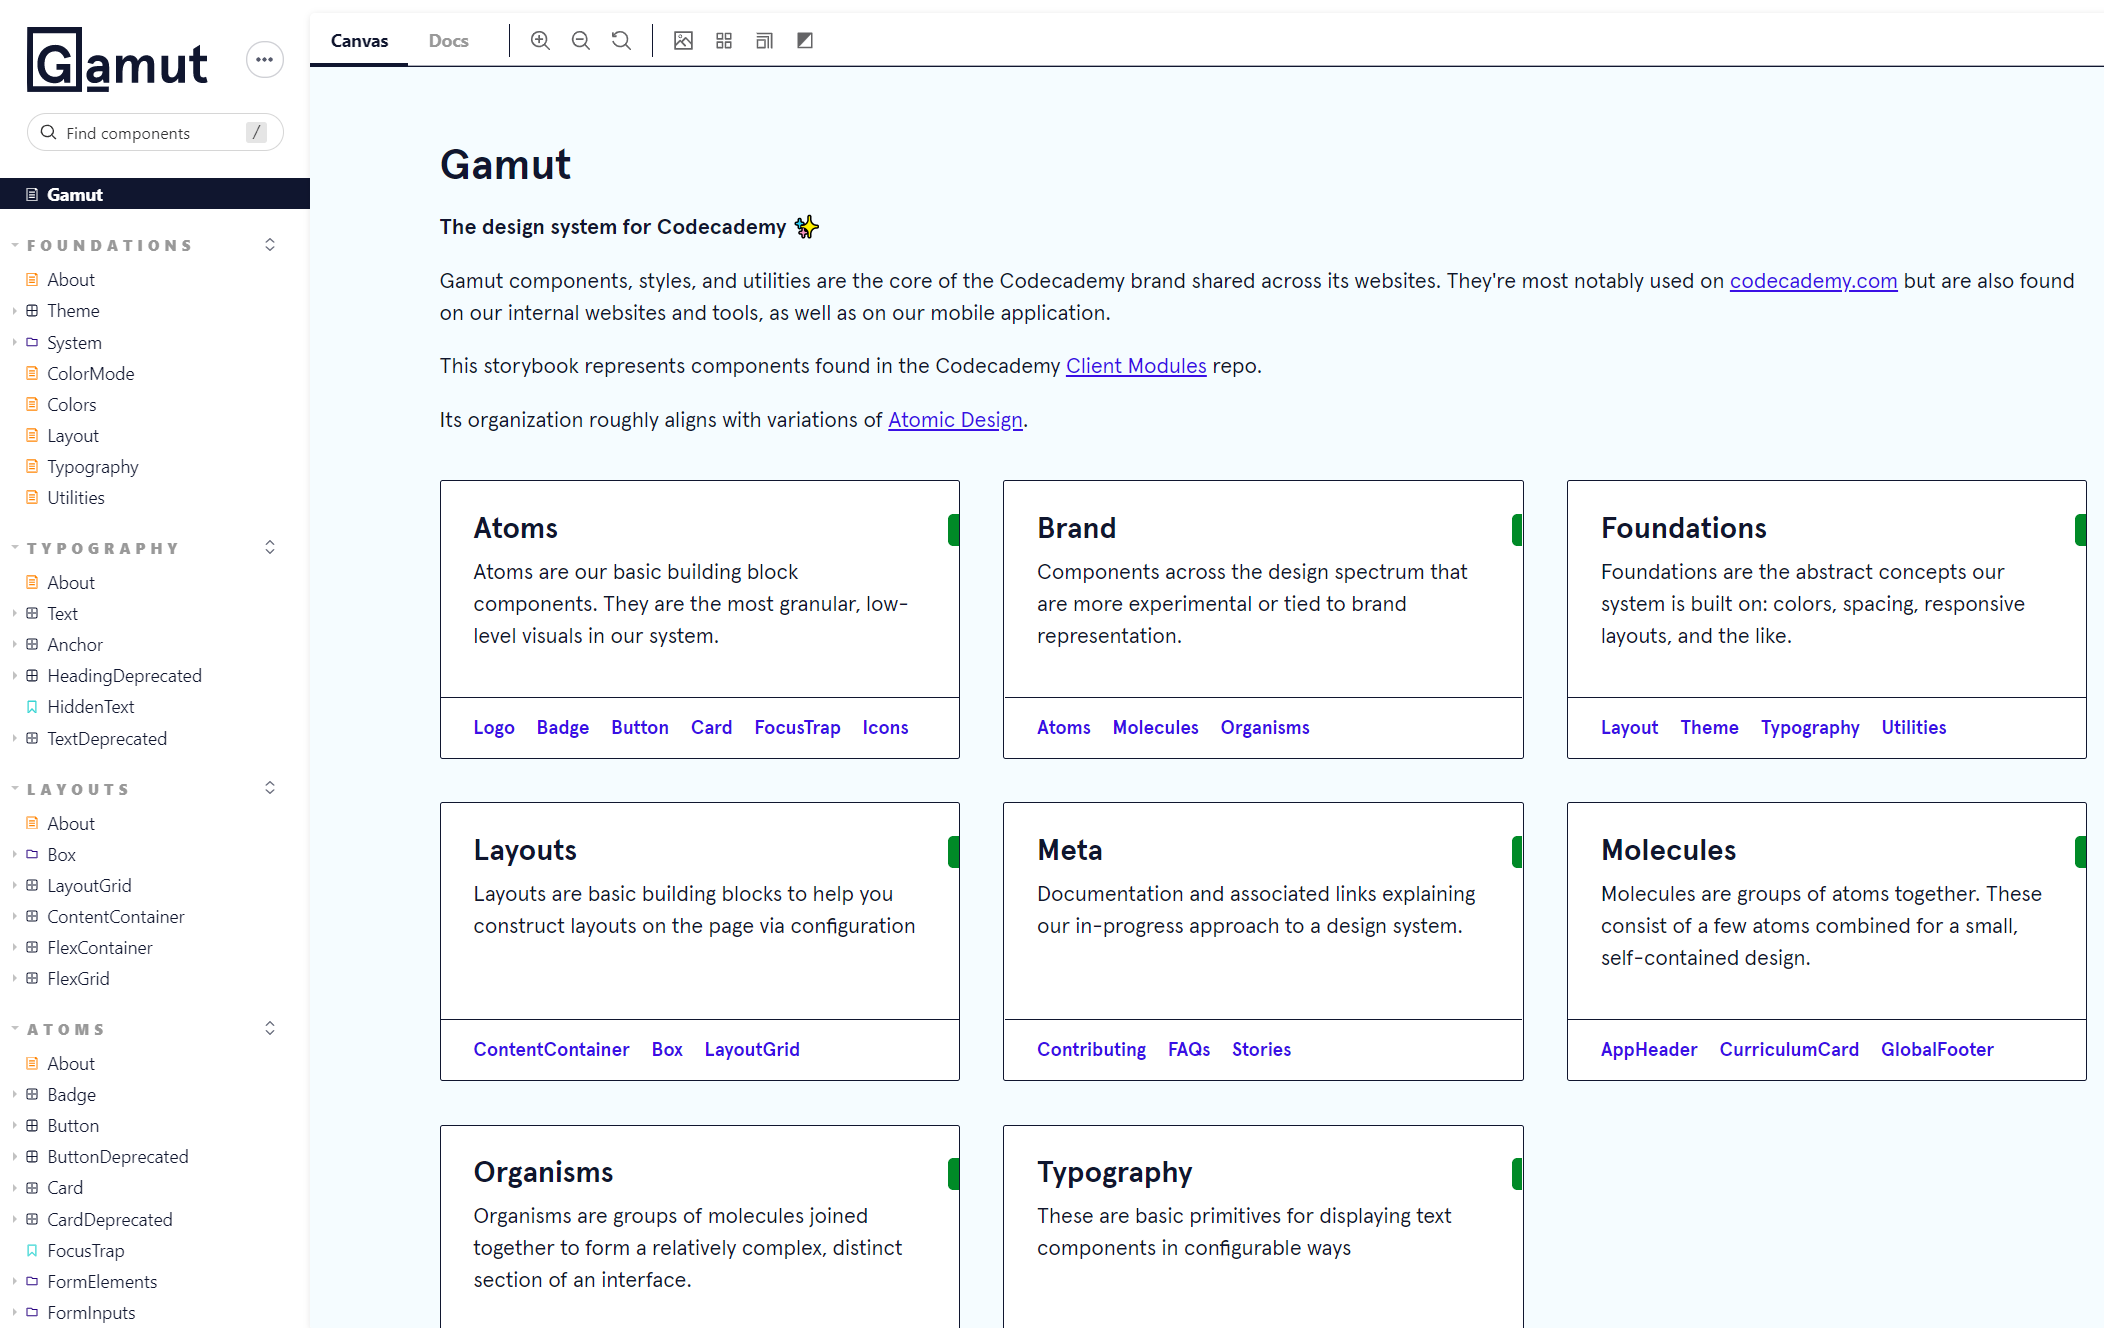 Gamut
Find components /
Gamut
FOUNDATIONS
About
Theme
System
ColorMode
Colors
Layout
Typography
Utilities
TYPOGRAPHY
About
Text
Anchor
HeadingDeprecated
HiddenText
TextDeprecated
LAYOUTS
About
Box
LayoutGrid
ContentContainer
FlexContainer
FlexGrid
ATOMS
About
Badge
Button
ButtonDeprecated
Card
CardDeprecated
FocusTrap
FormElements
FormInputs
Canvas Docs
Gamut
The design system for Codecademy ✨
Gamut components, styles, and utilities are the core of the Codecademy brand shared across its websites. They're most notably used on codecademy.com but are also found
on our internal websites and tools, as well as on our mobile application.
This storybook represents components found in the Codecademy Client Modules repo.
Its organization roughly aligns with variations of Atomic Design.
Atoms
Atoms are our basic building block
components. They are the most granular, low-
level visuals in our system.
Logo Badge Button Card FocusTrap Icons
Brand
Components across the design spectrum that
are more experimental or tied to brand
representation.
Atoms Molecules Organisms
Foundations
Foundations are the abstract concepts our
system is built on: colors, spacing, responsive
layouts, and the like.
Layout Theme Typography Utilities
Layouts
Layouts are basic building blocks to help you
construct layouts on the page via configuration
ContentContainer Box LayoutGrid
Meta
Documentation and associated links explaining
our in-progress approach to a design system.
Contributing FAQs Stories
Molecules
Molecules are groups of atoms together. These
consist of a few atoms combined for a small,
self-contained design.
AppHeader CurriculumCard GlobalFooter
Organisms
Organisms are groups of molecules joined
together to form a relatively complex, distinct
section of an interface.
Typography
These are basic primitives for displaying text
components in configurable ways